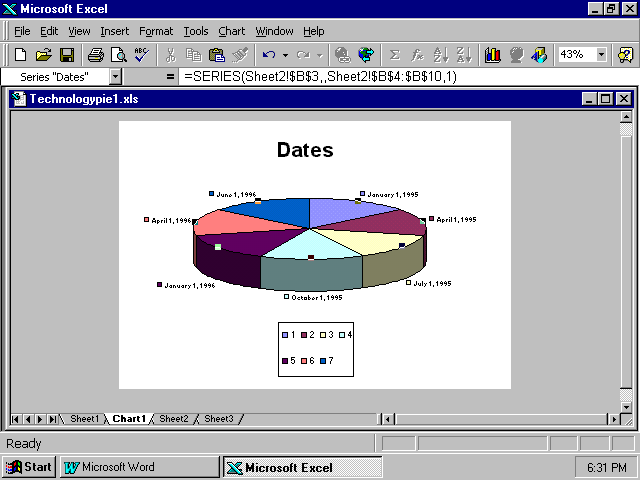 Microsoft Excel
File Edit View Insert Format Tools Chart Window Help
ABC Σ f* A Z Z A 43%
Series "Dates" = =SERIES(Sheet2!$B$3,,Sheet2!$B$4:$B$10,1)
Technologypie1.xls
Dates
June 1, 1996 January 1, 1995
April 1, 1996 April 1, 1995
January 1, 1996 July 1, 1995
October 1, 1995
1 2 3 4
5 6 7
Sheet1 Chart1 Sheet2 Sheet3
Ready
Start Microsoft Word Microsoft Excel 6:31 PM